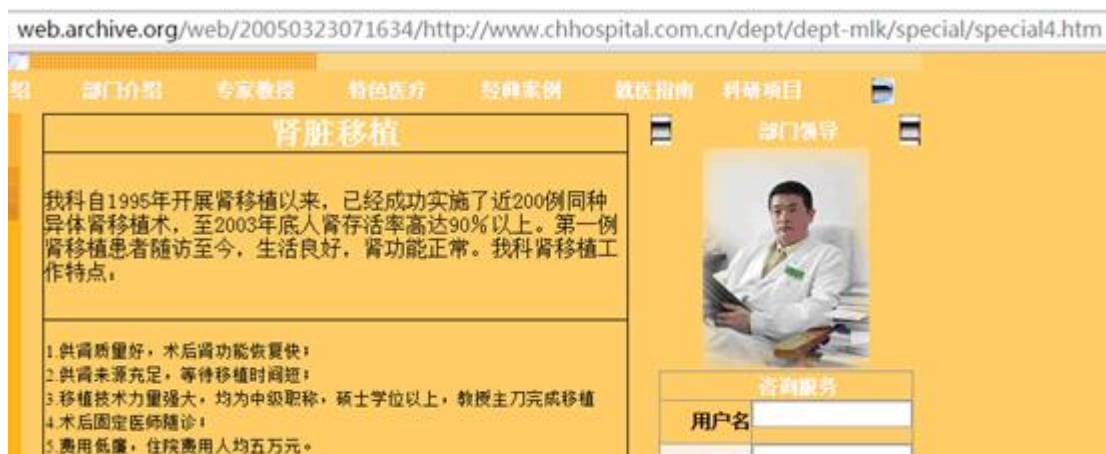 web.archive.org/web/20050323071634/http://www.chhospital.com.cn/dept/dept-mlk/special/special4.htm
绍 部门介绍 专家教授 特色医疗 经典案例 就医指南 科研项目
肾脏移植
部门领导
我科自1995年开展肾移植以来，已经成功实施了近200例同种
异体肾移植术，至2003年底人肾存活率高达90%以上。第一例
肾移植患者随访至今，生活良好，肾功能正常。我科肾移植工
作特点：
1.供肾质量好，术后肾功能恢复快；
2.供肾来源充足，等待移植时间短；
3.移植技术力量强大，均为中级职称，硕士学位以上，教授主刀完成移植
4.术后固定医师随诊；
5.费用低廉，住院费用人均五万元。
咨询服务
用户名